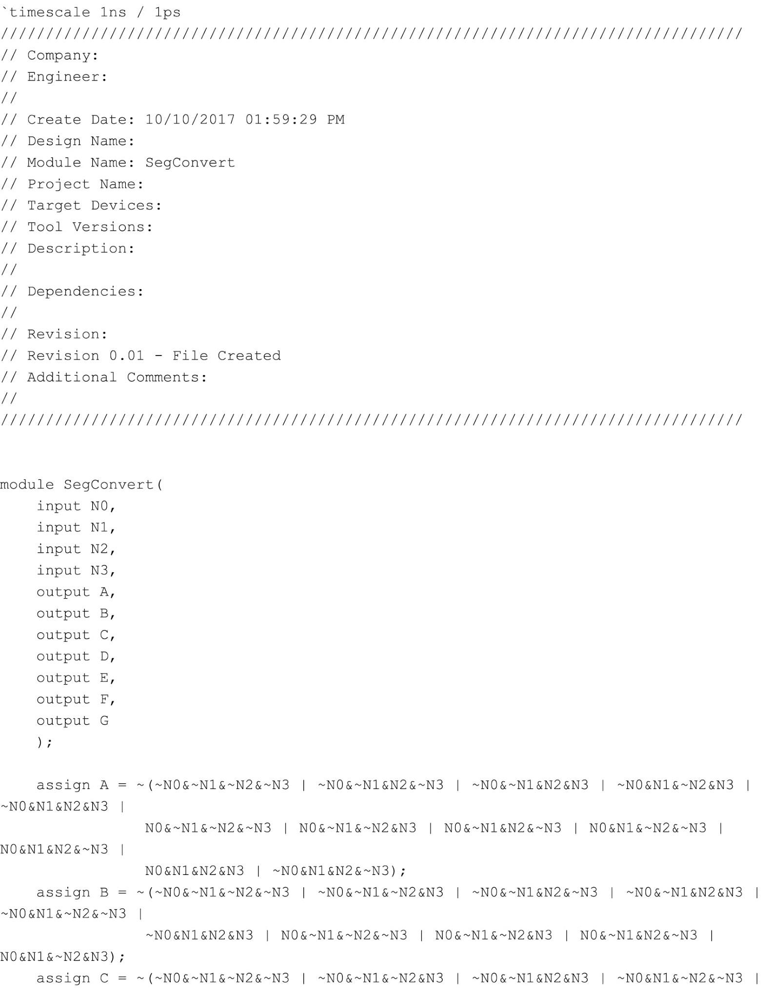 `timescale 1ns / 1ps
//////////////////////////////////////////////////////////////////////////////////
// Company:
// Engineer:
//
// Create Date: 10/10/2017 01:59:29 PM
// Design Name:
// Module Name: SegConvert
// Project Name:
// Target Devices:
// Tool Versions:
// Description:
//
// Dependencies:
//
// Revision:
// Revision 0.01 - File Created
// Additional Comments:
//
//////////////////////////////////////////////////////////////////////////////////
module SegConvert(
    input N0,
    input N1,
    input N2,
    input N3,
    output A,
    output B,
    output C,
    output D,
    output E,
    output F,
    output G
    );
    assign A = ~(~N0&~N1&~N2&~N3 | ~N0&~N1&N2&~N3 | ~N0&~N1&N2&N3 | ~N0&N1&~N2&N3 |
~N0&N1&N2&N3 |
                N0&~N1&~N2&~N3 | N0&~N1&~N2&N3 | N0&~N1&N2&~N3 | N0&N1&~N2&~N3 |
N0&N1&N2&~N3 |
                N0&N1&N2&N3 | ~N0&N1&N2&~N3);
    assign B = ~(~N0&~N1&~N2&~N3 | ~N0&~N1&~N2&N3 | ~N0&~N1&N2&~N3 | ~N0&~N1&N2&N3 |
~N0&N1&~N2&~N3 |
                ~N0&N1&N2&N3 | N0&~N1&~N2&~N3 | N0&~N1&~N2&N3 | N0&~N1&N2&~N3 |
N0&N1&~N2&N3);
    assign C = ~(~N0&~N1&~N2&~N3 | ~N0&~N1&~N2&N3 | ~N0&~N1&N2&N3 | ~N0&N1&~N2&~N3 |